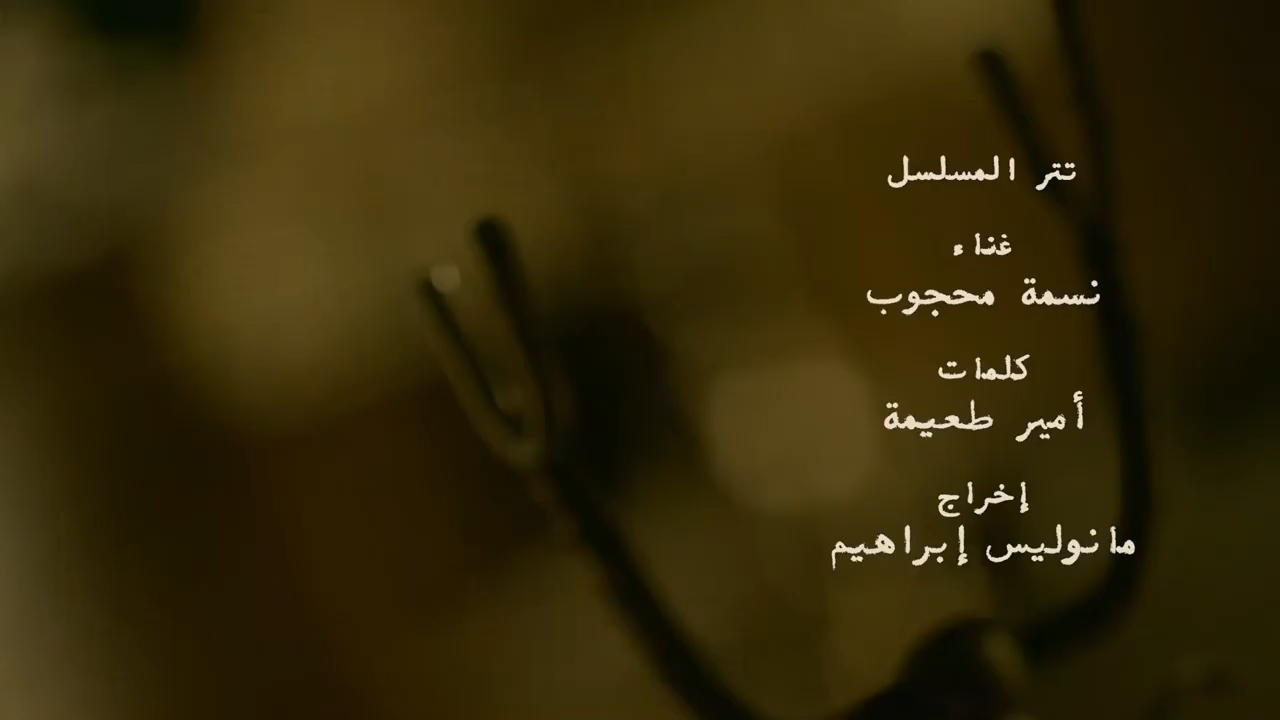 تتر المسلسل
غناء
نسمة محجوب
كلمات
أمير طعيمة
إخراج
مانوليس إبراهيم